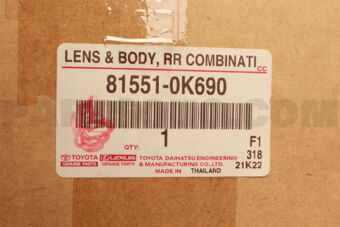 LENS & BODY, RR COMBINATI
CC
81551-0K690
QTY:
1
F1
318
21K22
TOYOTA
GENUINE PARTS
LEXUS
GENUINE PARTS
TOYOTA DAIHATSU ENGINEERING
& MANUFACTURING CO., LTD.
MADE IN THAILAND